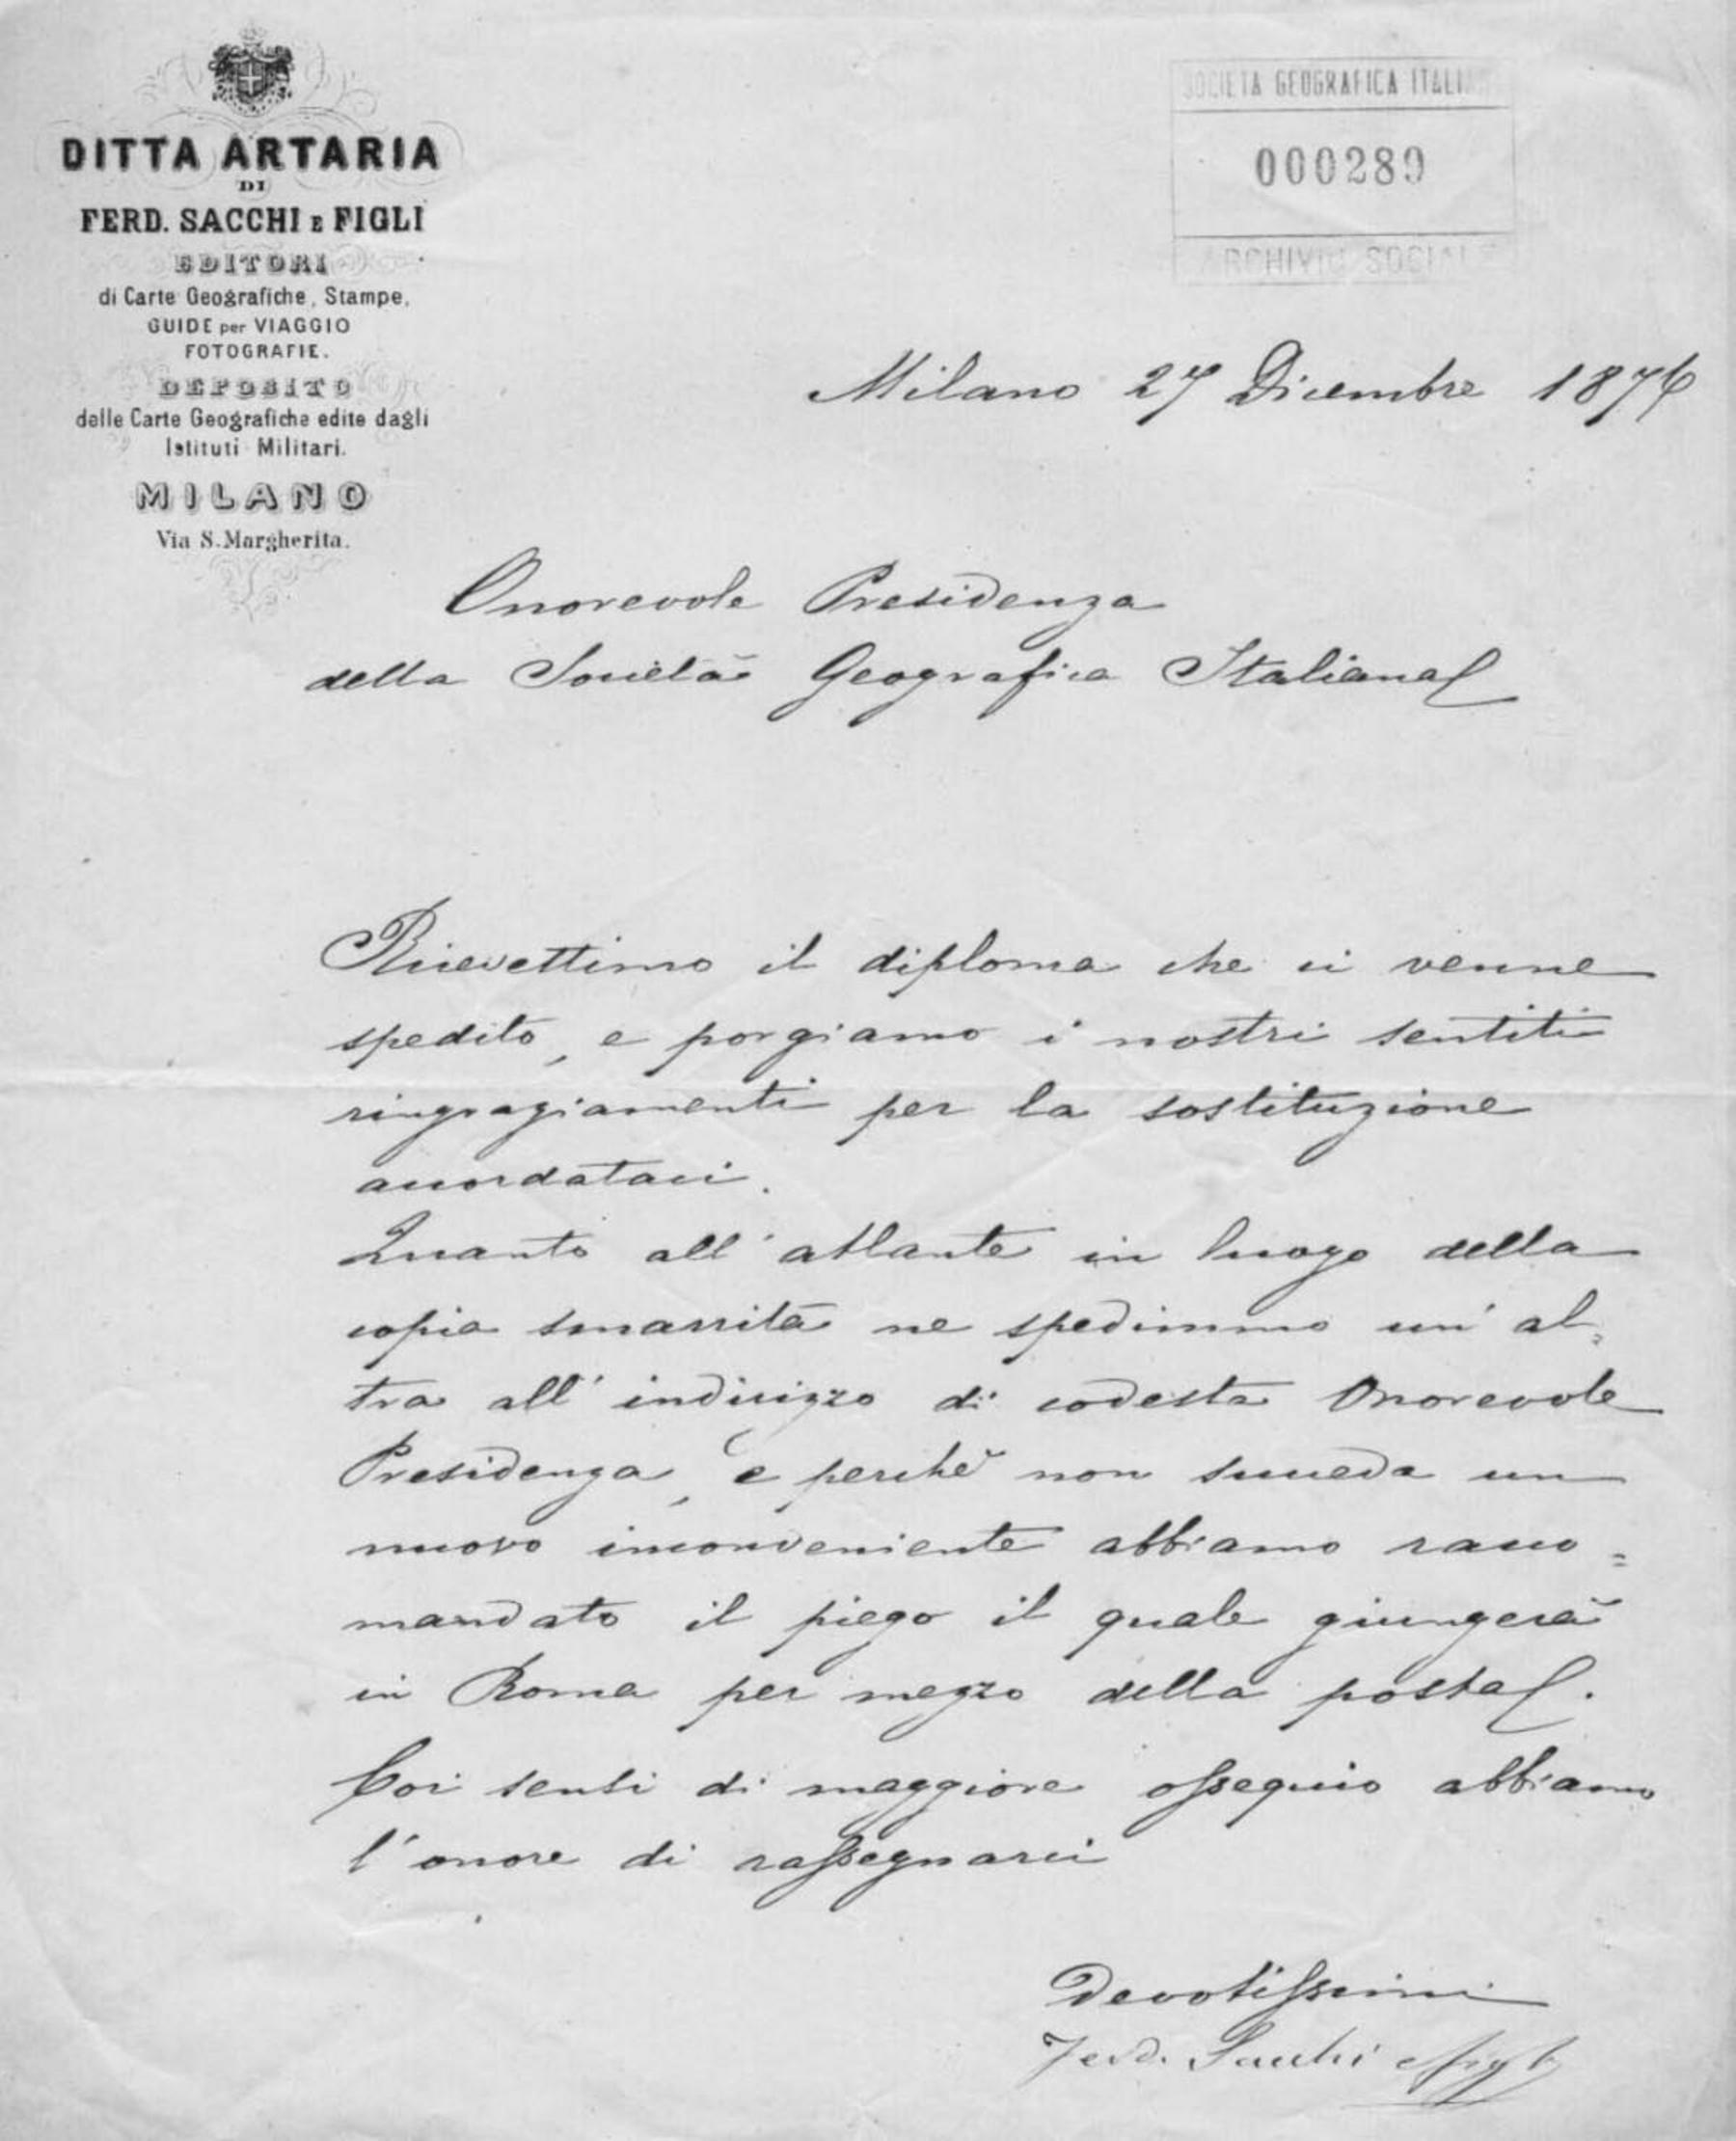 DITTA ARTARIA
DI
FERD. SACCHI E FIGLI
EDITORI
di Carte Geografiche, Stampe,
GUIDE per VIAGGIO
FOTOGRAFIE.
DEPOSITO
delle Carte Geografiche edite dagli
Istituti Militari.
MILANO
Via S. Margherita.
SOCIETA GEOGRAFICA ITALI
000289
ARCHIVIO SOCIALE
Milano 27 Dicembre 1876
Onorevole Presidenza
della Società Geografica Italiana
Ricevettimo il diploma che ci venne
spedito, e porgiamo i nostri sentiti
ringraziamenti per la sostituzione
accordataci.
Quanto all'atlante in luogo della
copia smarrita ne spedimmo un'al=
tra all'indirizzo di codesta Onorevole
Presidenza, e perchè non succeda un
nuovo inconveniente abbiamo racco=
mandato il piego il quale giungerà
in Roma per mezzo della posta.
Coi sensi di maggiore ossequio abbiamo
l'onore di rassegnarci
Devotissimi
Ferd. Sacchi e figli